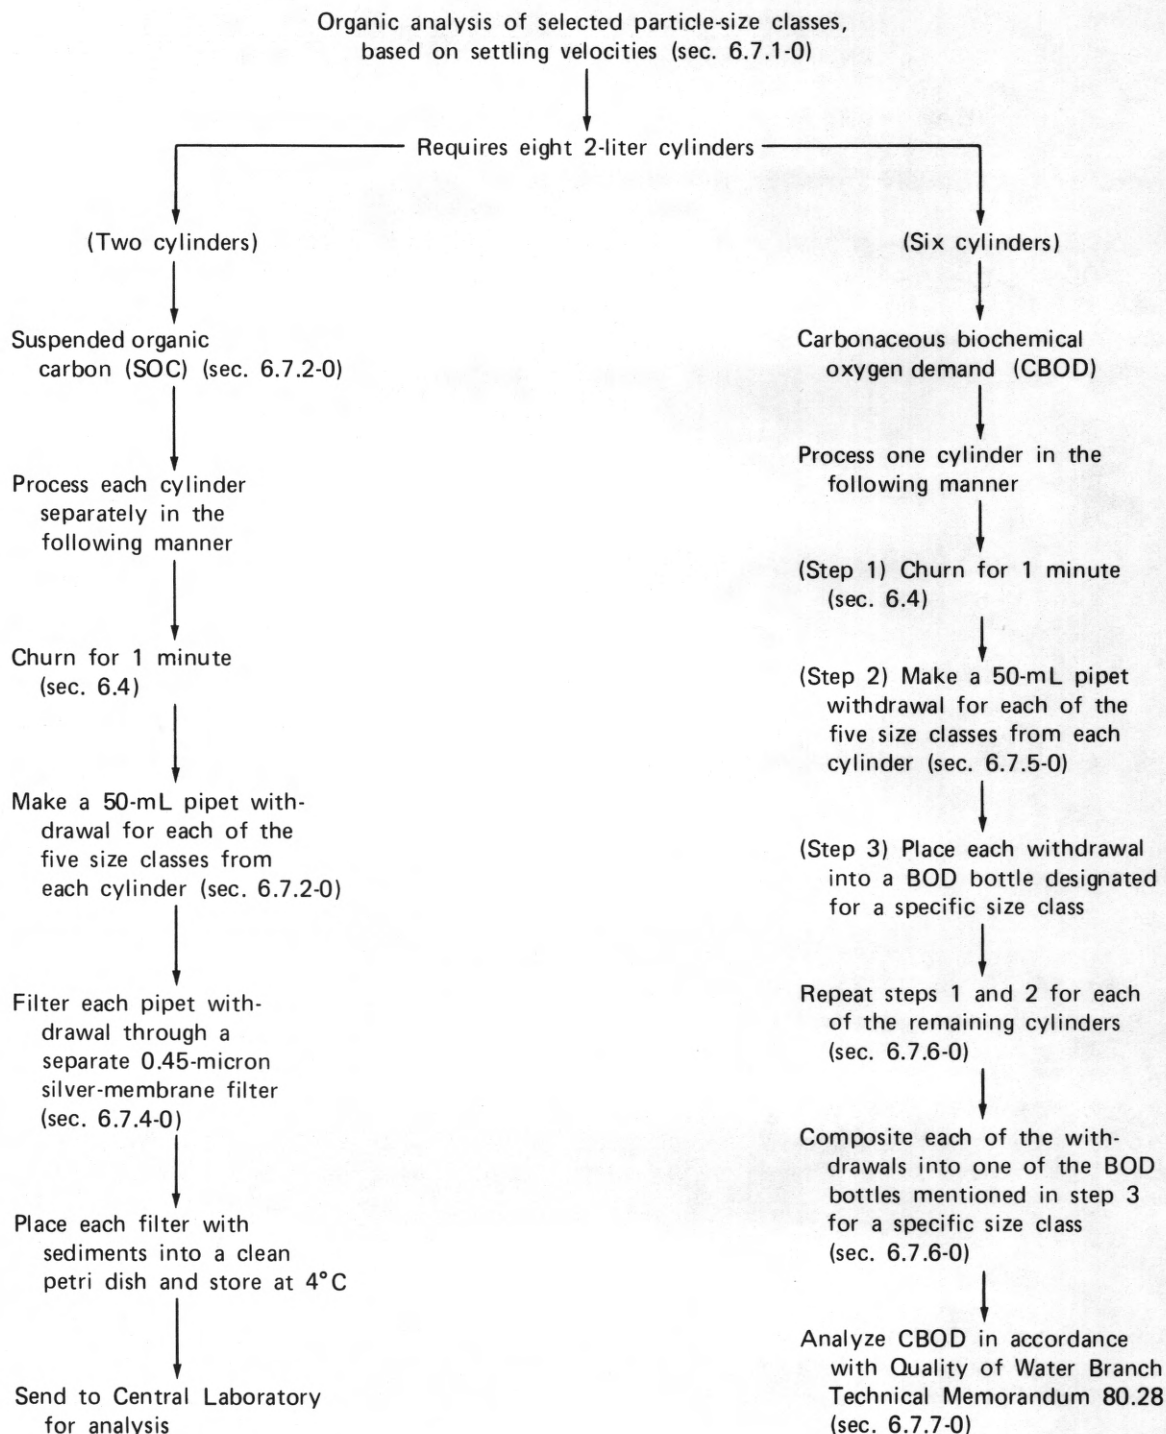 Organic analysis of selected particle-size classes,
based on settling velocities (sec. 6.7.1-0)
Requires eight 2-liter cylinders
(Two cylinders)
Suspended organic
carbon (SOC) (sec. 6.7.2-0)
Process each cylinder
separately in the
following manner
Churn for 1 minute
(sec. 6.4)
Make a 50-mL pipet with-
drawal for each of the
five size classes from
each cylinder (sec. 6.7.2-0)
Filter each pipet with-
drawal through a
separate 0.45-micron
silver-membrane filter
(sec. 6.7.4-0)
Place each filter with
sediments into a clean
petri dish and store at 4°C
Send to Central Laboratory
for analysis
(Six cylinders)
Carbonaceous biochemical
oxygen demand (CBOD)
Process one cylinder in the
following manner
(Step 1) Churn for 1 minute
(sec. 6.4)
(Step 2) Make a 50-mL pipet
withdrawal for each of the
five size classes from each
cylinder (sec. 6.7.5-0)
(Step 3) Place each withdrawal
into a BOD bottle designated
for a specific size class
Repeat steps 1 and 2 for each
of the remaining cylinders
(sec. 6.7.6-0)
Composite each of the with-
drawals into one of the BOD
bottles mentioned in step 3
for a specific size class
(sec. 6.7.6-0)
Analyze CBOD in accordance
with Quality of Water Branch
Technical Memorandum 80.28
(sec. 6.7.7-0)